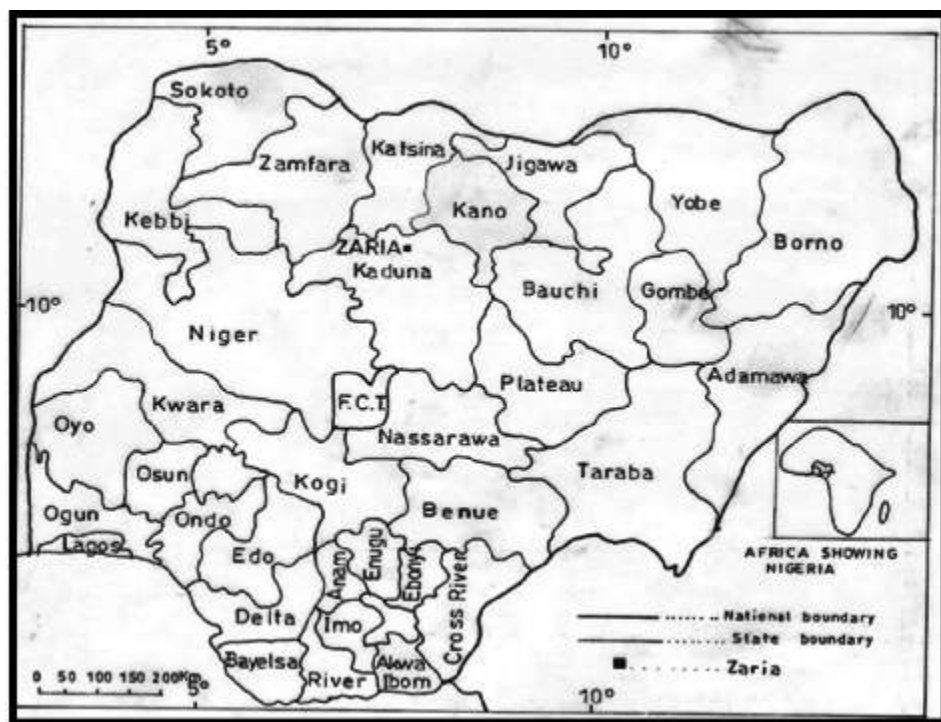 5°
10°
Sokoto
Zamfara
Katsina
Jigawa
Kano
Yobe
Kebbi
Borno
ZARIA
Kaduna
Bauchi
Gombe
10°
10°
Niger
Adamawa
Plateau
F.C.T
Kwara
Oyo
Nassarawa
Taraba
Osun
Kogi
Benue
Ogun
Ondo
Lagos
Edo
Anam
Enugu
Ebonyi
Cross River
AFRICA SHOWING
NIGERIA
Delta
Imo
National boundary
State boundary
Bayelsa
Akwa
Ibom
River
Zaria
0 50 100 150 200Km
5°
10°